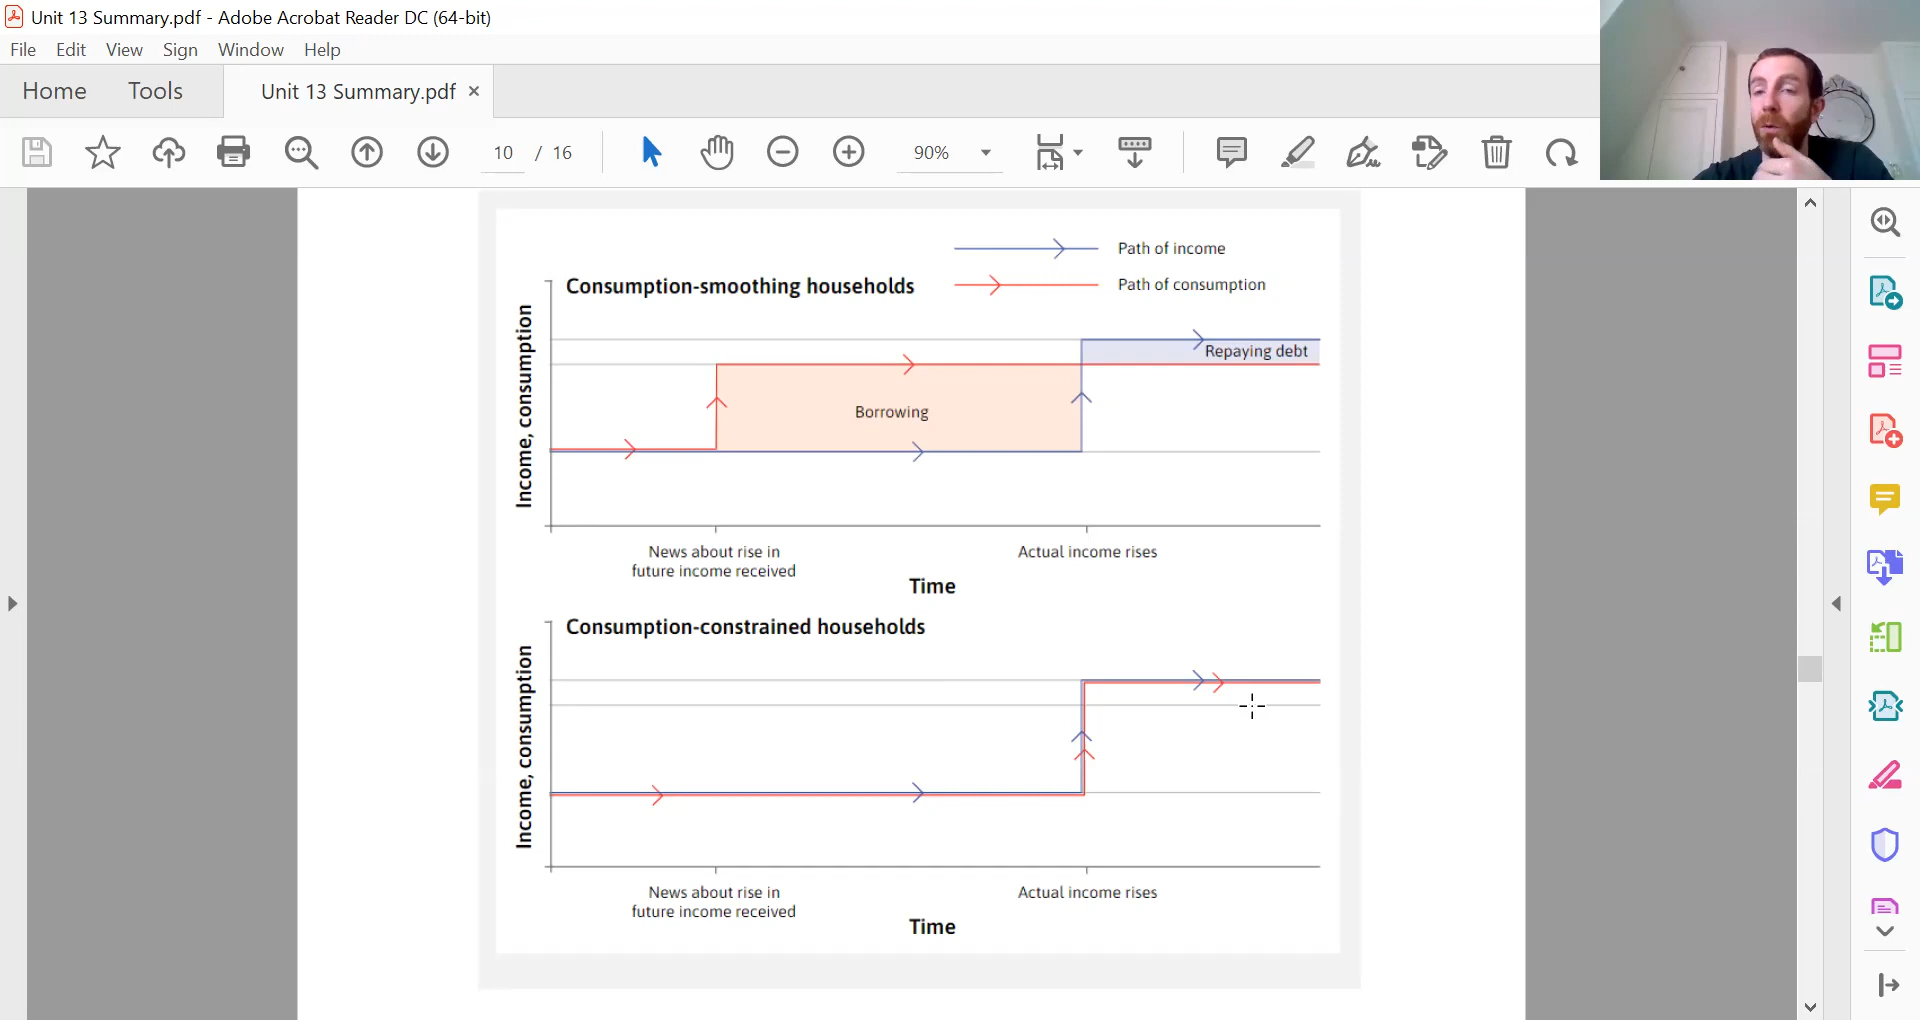 Unit 13 Summary.pdf - Adobe Acrobat Reader DC (64-bit)
File Edit View Sign Window Help
Home Tools Unit 13 Summary.pdf ×
10 / 16 90%
Path of income
Path of consumption
Consumption-smoothing households
Income, consumption
Repaying debt
Borrowing
News about rise in
future income received
Actual income rises
Time
Consumption-constrained households
Income, consumption
News about rise in
future income received
Actual income rises
Time